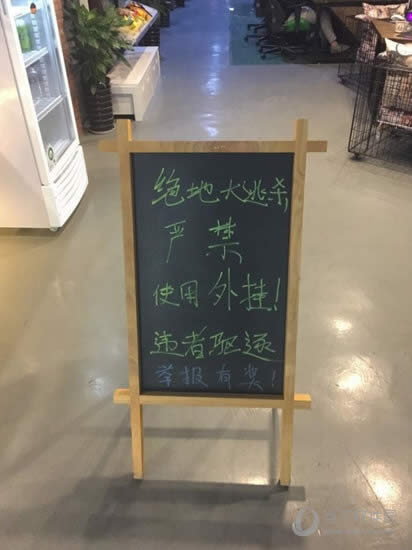 绝地大逃杀
严禁
使用外挂！
违者驱逐
举报有奖！